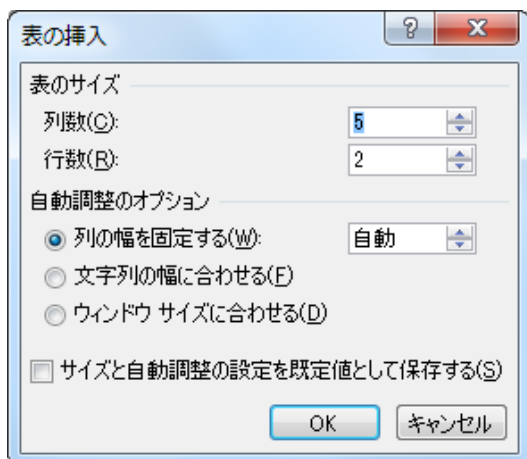 表の挿入
表のサイズ
列数(C): 5
行数(R): 2
自動調整のオプション
列の幅を固定する(W): 自動
文字列の幅に合わせる(F)
ウィンドウ サイズに合わせる(D)
サイズと自動調整の設定を既定値として保存する(S)
OK キャンセル